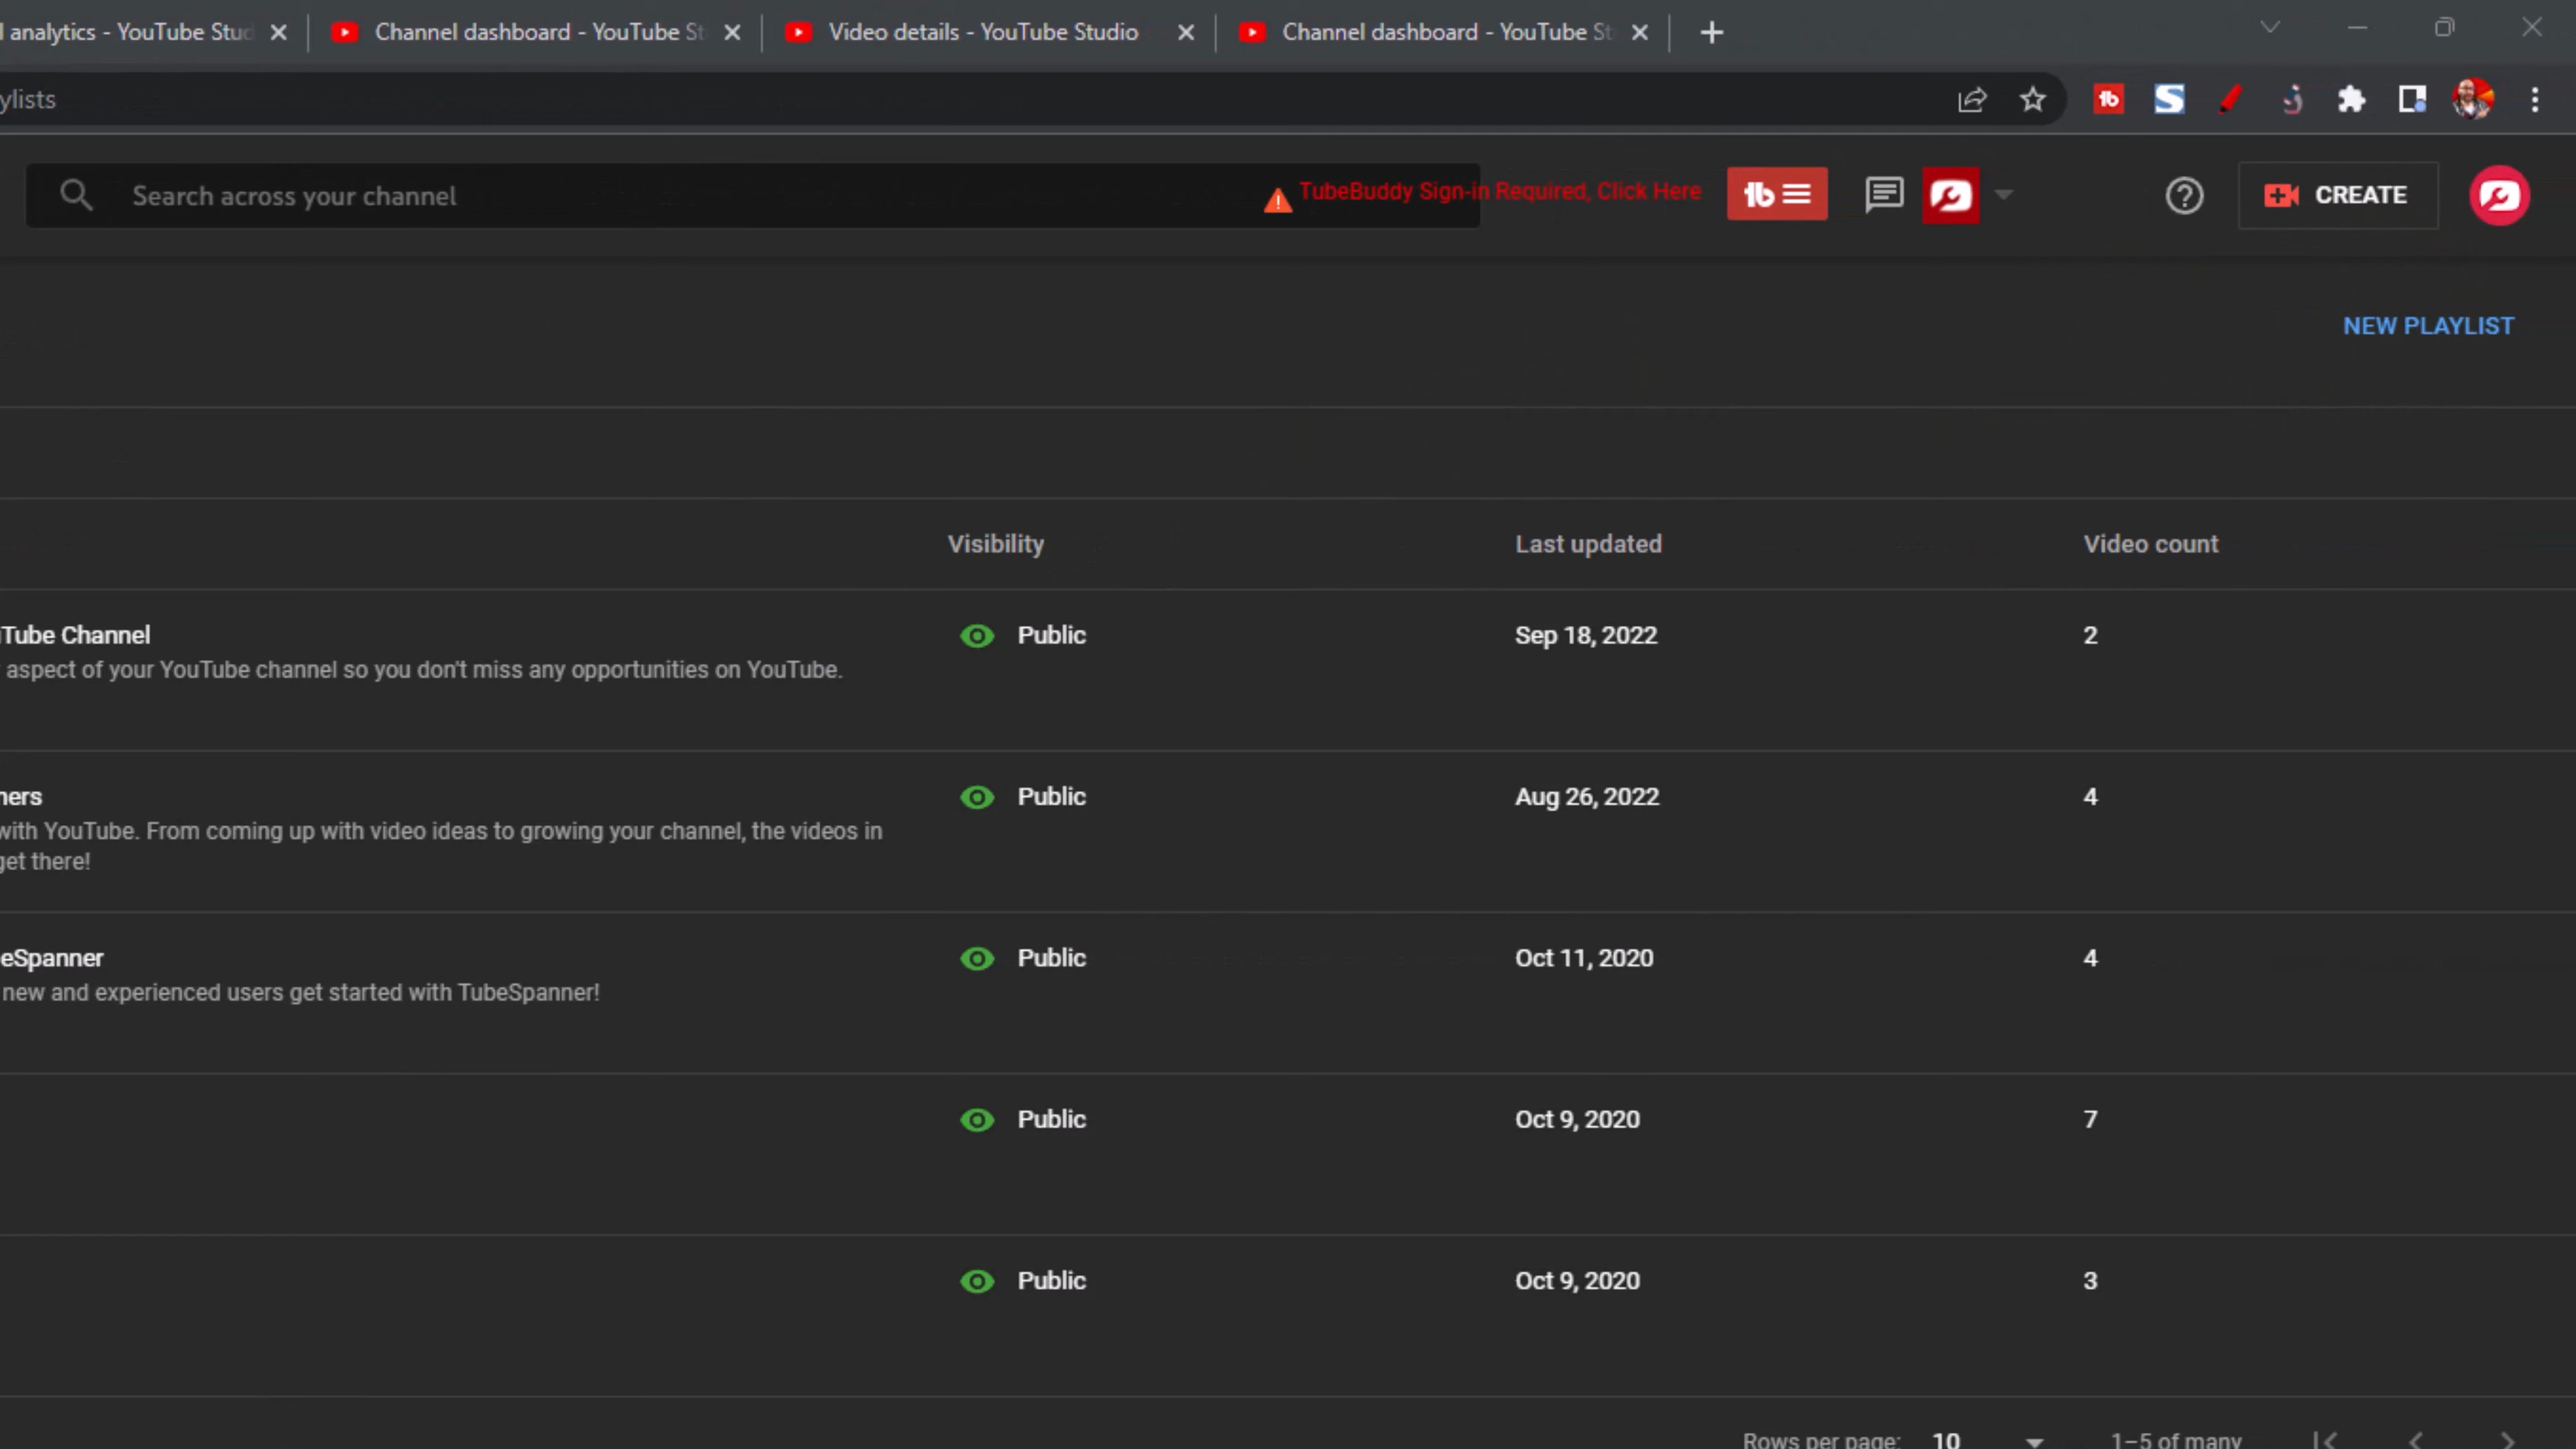 analytics - YouTube Stud
Channel dashboard - YouTube St
Video details - YouTube Studio
Channel dashboard - YouTube St
ylists
Search across your channel
TubeBuddy Sign-in Required, Click Here
CREATE
NEW PLAYLIST
Visibility Last updated Video count
Tube Channel Public Sep 18, 2022 2
aspect of your YouTube channel so you don't miss any opportunities on YouTube.
ners Public Aug 26, 2022 4
with YouTube. From coming up with video ideas to growing your channel, the videos in
get there!
eSpanner Public Oct 11, 2020 4
new and experienced users get started with TubeSpanner!
Public Oct 9, 2020 7
Public Oct 9, 2020 3
Rows per page: 10 1–5 of many